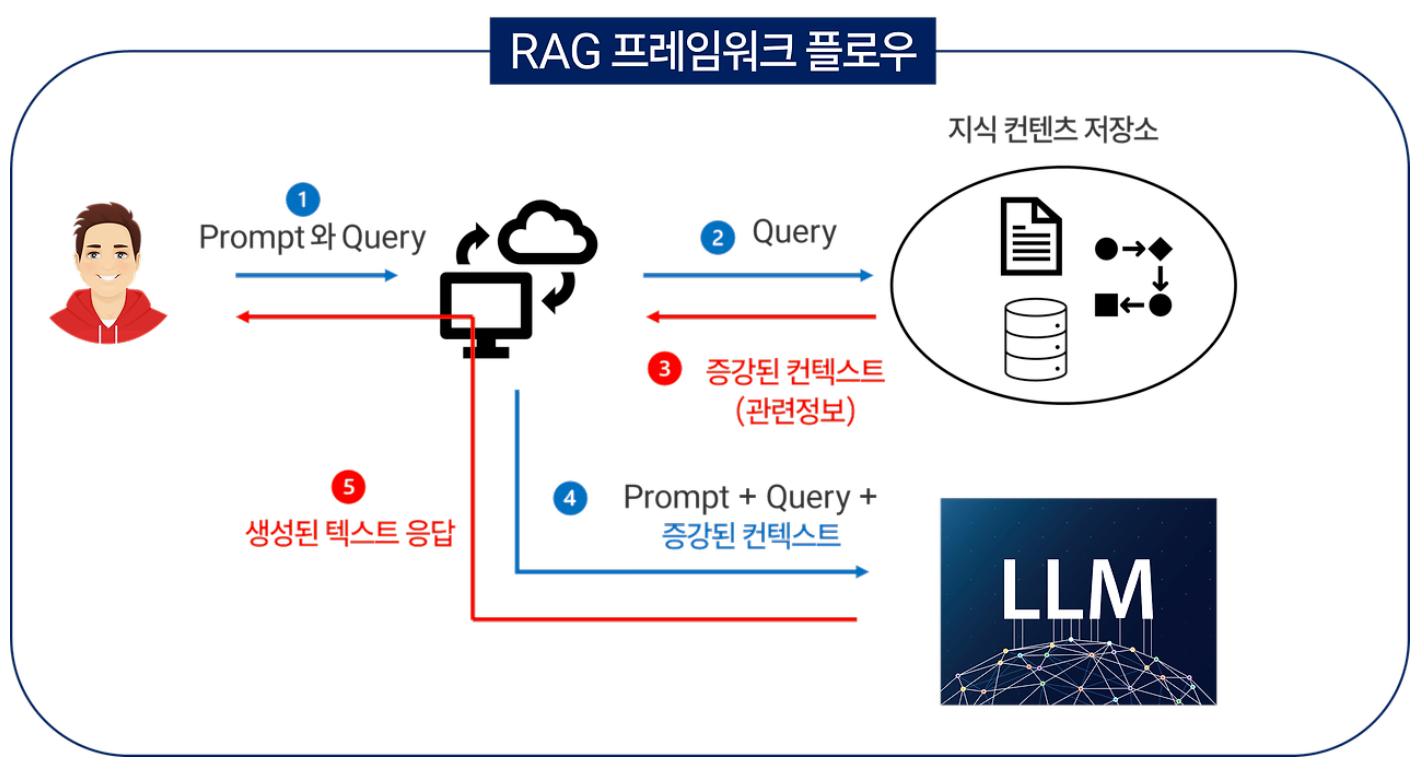 RAG 프레임워크 플로우
지식 컨텐츠 저장소
1
Prompt 와 Query
2 Query
3 증강된 컨텍스트
(관련정보)
4 Prompt + Query +
증강된 컨텍스트
5
생성된 텍스트 응답
LLM